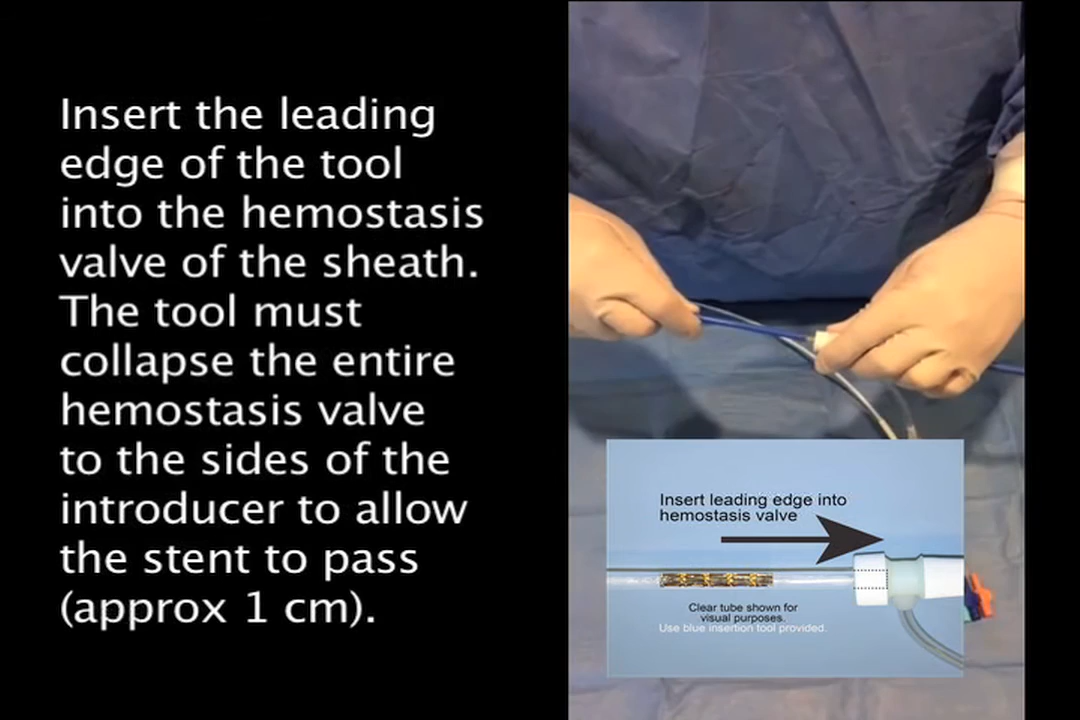 Insert the leading
edge of the tool
into the hemostasis
valve of the sheath.
The tool must
collapse the entire
hemostasis valve
to the sides of the
introducer to allow
the stent to pass
(approx 1 cm).
Insert leading edge into
hemostasis valve
Clear tube shown for
visual purposes.
Use blue insertion tool provided.